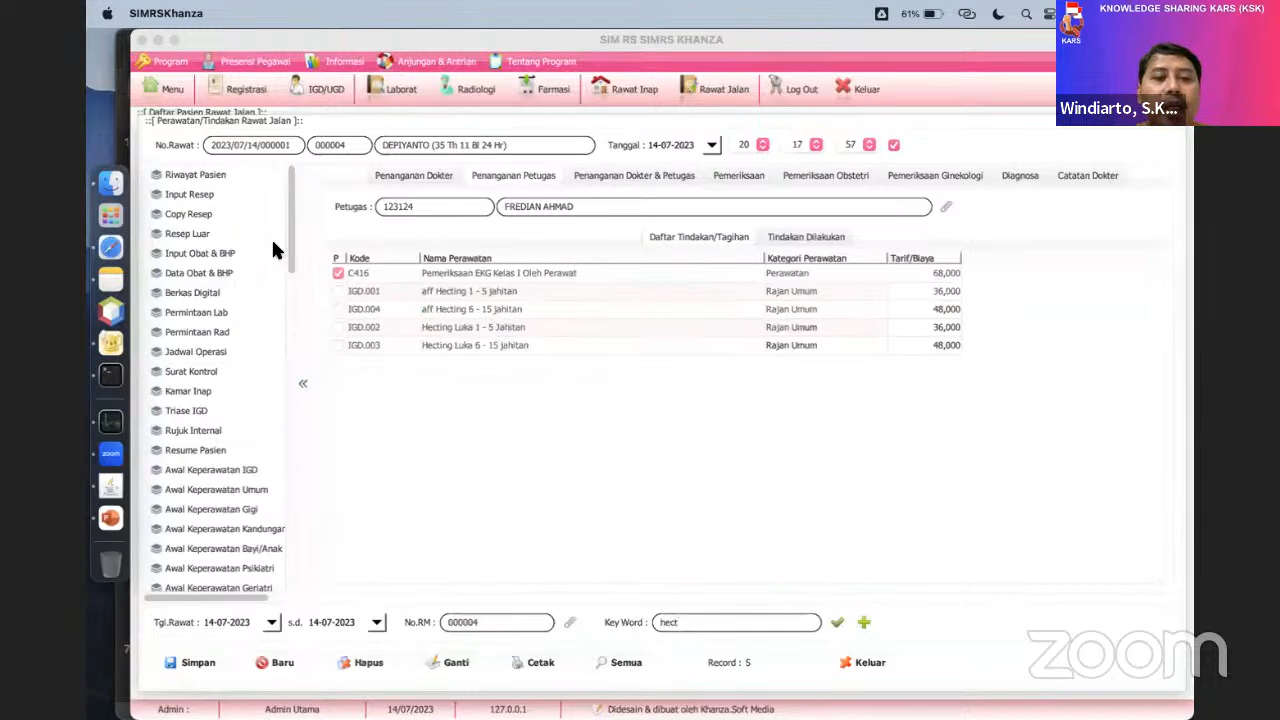 SIMRSKhanza
61%
KNOWLEDGE SHARING KARS (KSK)
KARS
Windiarto, S.K...
SIM RS SIMRS KHANZA
Program Presensi Pegawai Informasi Anjungan & Antrian Tentang Program
Menu Registrasi IGD/UGD Laborat Radiologi Farmasi Rawat Inap Rawat Jalan Log Out Keluar
::[ Daftar Pasien Rawat Jalan ]::
::[ Perawatan/Tindakan Rawat Jalan ]::
No.Rawat : 2023/07/14/000001 000004 DEPIYANTO (35 Th 11 Bl 24 Hr) Tanggal : 14-07-2023 20 17 57
Riwayat Pasien
Input Resep
Copy Resep
Resep Luar
Input Obat & BHP
Data Obat & BHP
Berkas Digital
Permintaan Lab
Permintaan Rad
Jadwal Operasi
Surat Kontrol
Kamar Inap
Triase IGD
Rujuk Internal
Resume Pasien
Awal Keperawatan IGD
Awal Keperawatan Umum
Awal Keperawatan Gigi
Awal Keperawatan Kandungan
Awal Keperawatan Bayi/Anak
Awal Keperawatan Psikiatri
Awal Keperawatan Geriatri
Penanganan Dokter Penanganan Petugas Penanganan Dokter & Petugas Pemeriksaan Pemeriksaan Obstetri Pemeriksaan Ginekologi Diagnosa Catatan Dokter
Petugas : 123124 FREDIAN AHMAD
Daftar Tindakan/Tagihan Tindakan Dilakukan
P Kode Nama Perawatan Kategori Perawatan Tarif/Biaya
C416 Pemeriksaan EKG Kelas I Oleh Perawat Perawatan 68,000
IGD.001 aff Hecting 1 - 5 jahitan Rajan Umum 36,000
IGD.004 aff Hecting 6 - 15 jahitan Rajan Umum 48,000
IGD.002 Hecting Luka 1 - 5 Jahitan Rajan Umum 36,000
IGD.003 Hecting Luka 6 - 15 jahitan Rajan Umum 48,000
«
Tgl.Rawat : 14-07-2023 s.d. 14-07-2023 No.RM : 000004 Key Word : hect
Simpan Baru Hapus Ganti Cetak Semua Record : 5 Keluar
zoom
zoom
Admin : Admin Utama 14/07/2023 127.0.0.1 Didesain & dibuat oleh Khanza.Soft Media